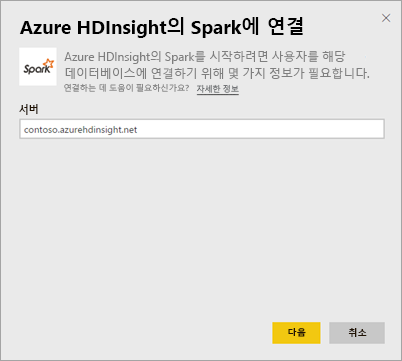 Azure HDInsight의 Spark에 연결
Spark
Azure HDInsight의 Spark를 시작하려면 사용자를 해당
데이터베이스에 연결하기 위해 몇 가지 정보가 필요합니다.
연결하는 데 도움이 필요하신가요? 자세한 정보
서버
contoso.azurehdinsight.net
다음 취소